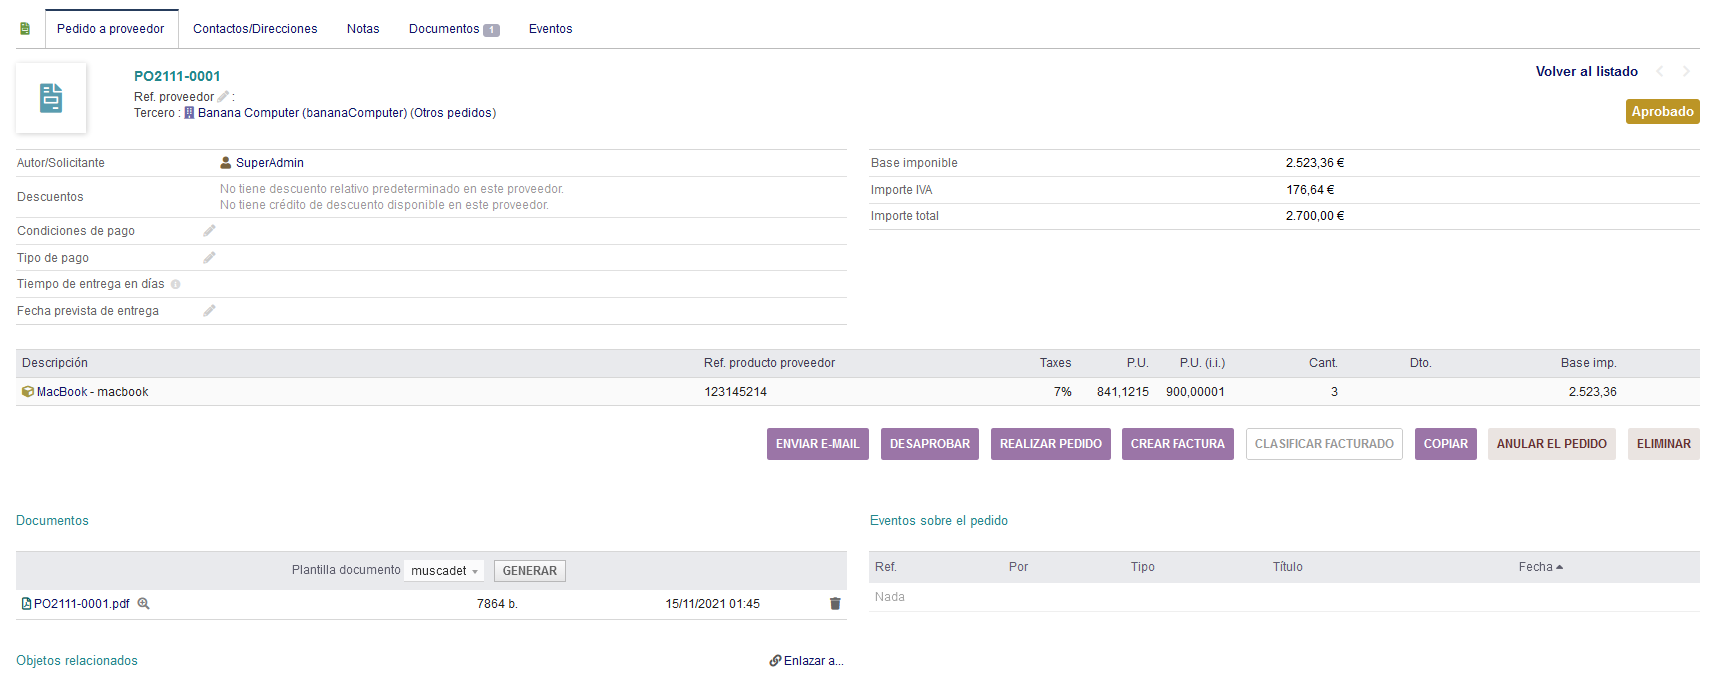 Pedido a proveedor Contactos/Direcciones Notas Documentos 1 Eventos
PO2111-0001
Volver al listado
Ref. proveedor :
Tercero : Banana Computer (bananaComputer) (Otros pedidos)
Aprobado
Autor/Solicitante SuperAdmin
Descuentos No tiene descuento relativo predeterminado en este proveedor.
No tiene crédito de descuento disponible en este proveedor.
Condiciones de pago
Tipo de pago
Tiempo de entrega en días
Fecha prevista de entrega
Base imponible 2.523,36 €
Importe IVA 176,64 €
Importe total 2.700,00 €
Descripción Ref. producto proveedor Taxes P.U. P.U. (i.i.) Cant. Dto. Base imp.
MacBook - macbook 123145214 7% 841,1215 900,00001 3 2.523,36
ENVIAR E-MAIL DESAPROBAR REALIZAR PEDIDO CREAR FACTURA CLASIFICAR FACTURADO COPIAR ANULAR EL PEDIDO ELIMINAR
Documentos
Plantilla documento muscadet GENERAR
PO2111-0001.pdf 7864 b. 15/11/2021 01:45
Objetos relacionados Enlazar a...
Eventos sobre el pedido
Ref. Por Tipo Título Fecha
Nada